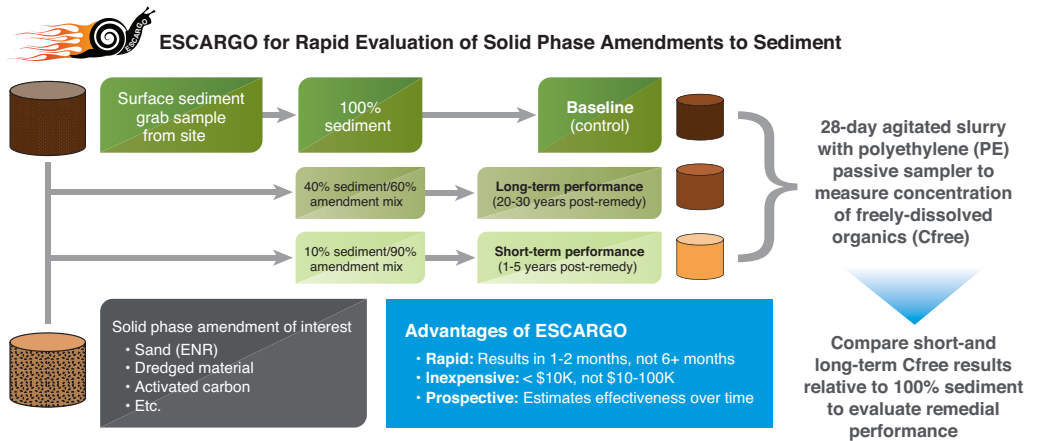 ESCARGO
ESCARGO for Rapid Evaluation of Solid Phase Amendments to Sediment
Surface sediment
grab sample
from site
100%
sediment
Baseline
(control)
40% sediment/60%
amendment mix
Long-term performance
(20-30 years post-remedy)
10% sediment/90%
amendment mix
Short-term performance
(1-5 years post-remedy)
28-day agitated slurry
with polyethylene (PE)
passive sampler to
measure concentration
of freely-dissolved
organics (Cfree)
Solid phase amendment of interest
• Sand (ENR)
• Dredged material
• Activated carbon
• Etc.
Advantages of ESCARGO
• Rapid: Results in 1-2 months, not 6+ months
• Inexpensive: < $10K, not $10-100K
• Prospective: Estimates effectiveness over time
Compare short-and
long-term Cfree results
relative to 100% sediment
to evaluate remedial
performance